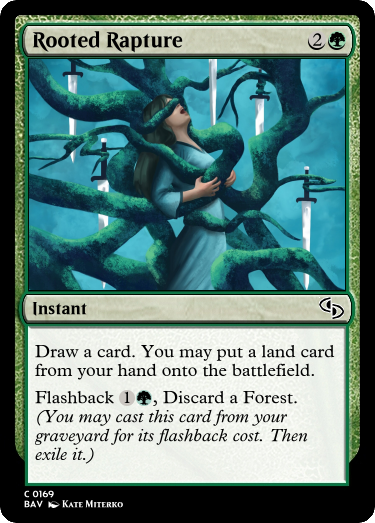 Rooted Rapture 2
Instant
Draw a card. You may put a land card
from your hand onto the battlefield.
Flashback 1, Discard a Forest.
(You may cast this card from your
graveyard for its flashback cost. Then
exile it.)
C 0169
BAV Kate Miterko